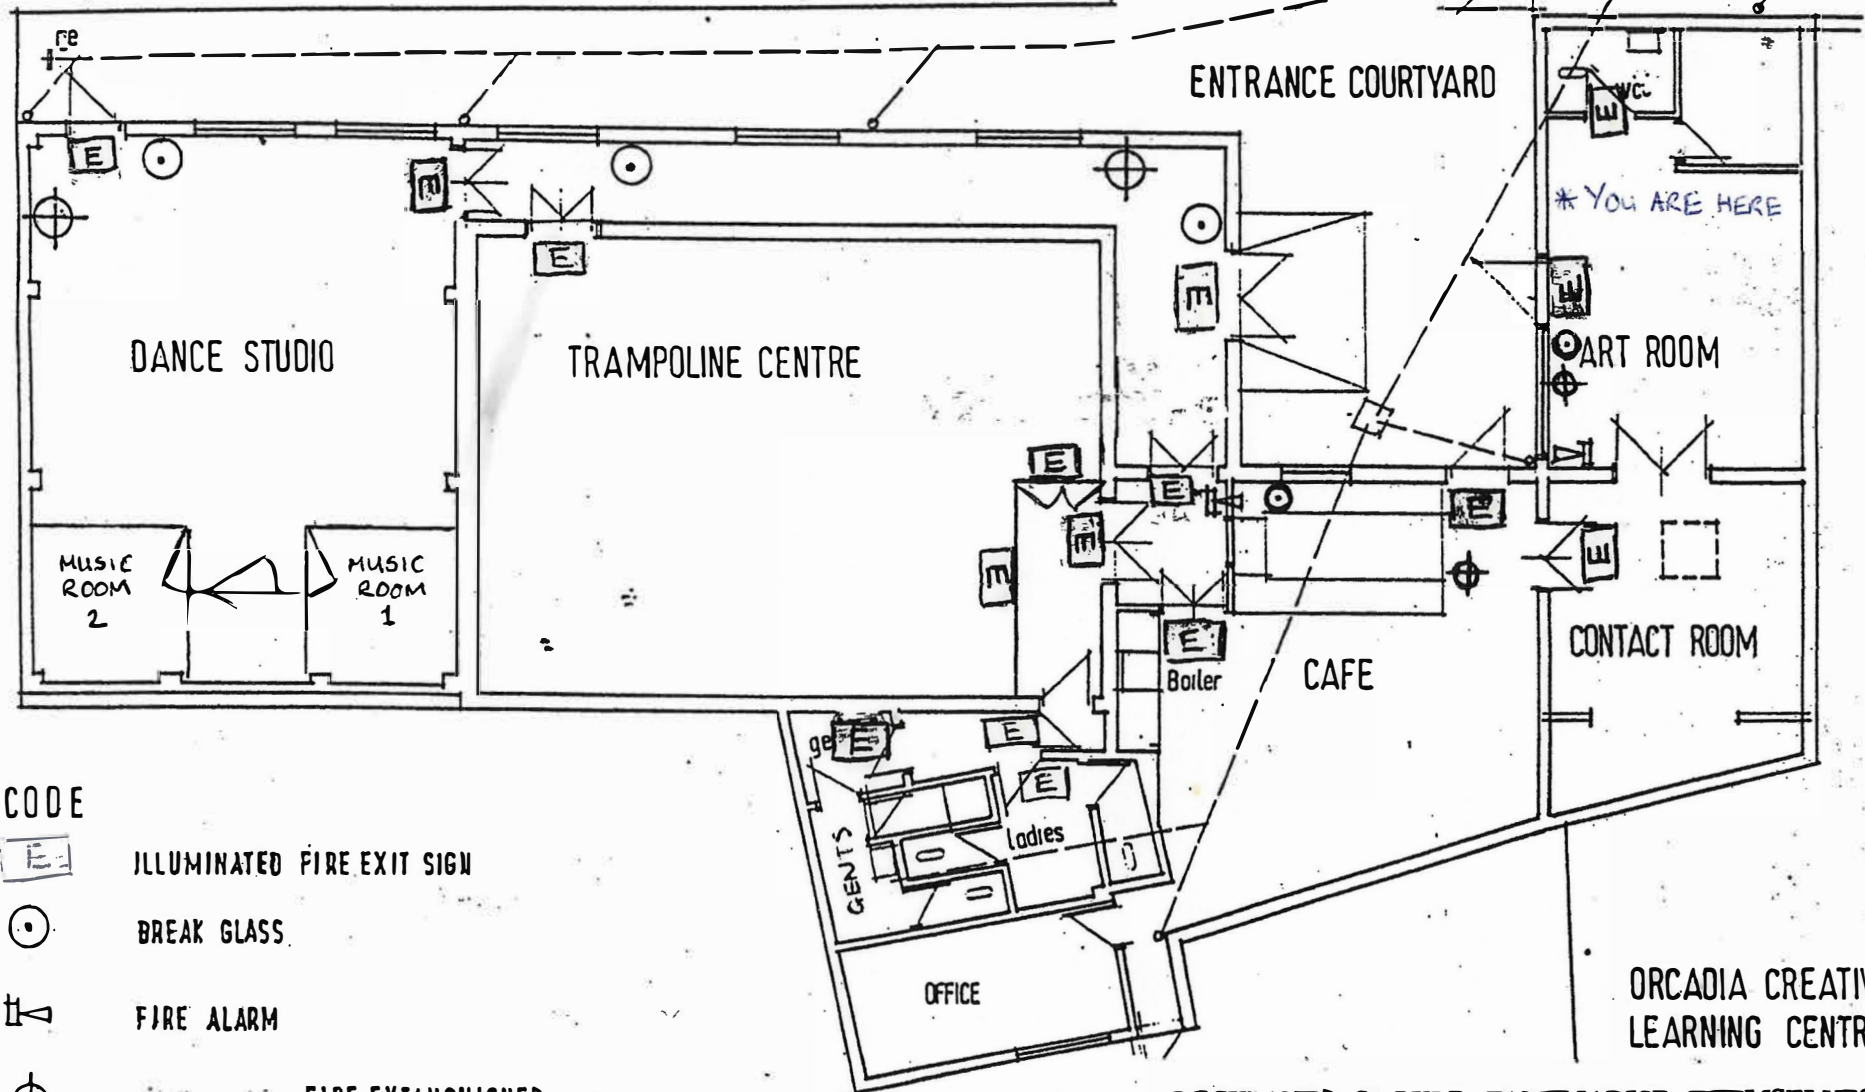 re
ENTRANCE COURTYARD
wc
E
E
E
* YOU ARE HERE
E
E
E
DANCE STUDIO
TRAMPOLINE CENTRE
ART ROOM
E
E
E
E
E
E
MUSIC
ROOM
2
MUSIC
ROOM
1
E
CONTACT ROOM
Boiler
CAFE
E
E
E
ladies
GENTS
CODE
E
ILLUMINATED FIRE EXIT SIGN
BREAK GLASS
FIRE ALARM
OFFICE
ORCADIA CREATIV
LEARNING CENTR